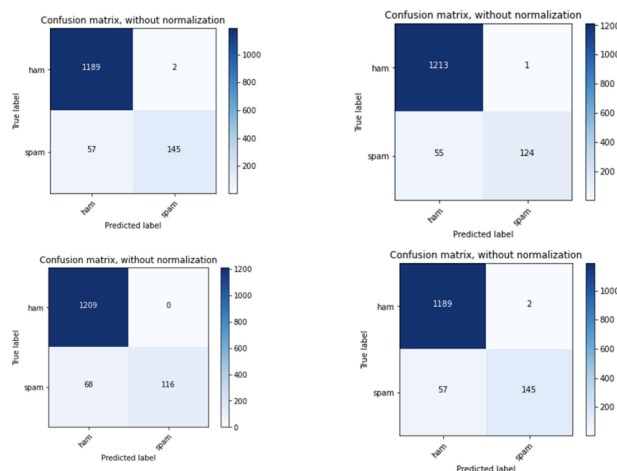 Confusion matrix, without normalization
ham
spam
True label
1189 2
57 145
ham spam
Predicted label
1000
800
600
400
200
Confusion matrix, without normalization
ham
spam
True label
1213 1
55 124
ham spam
Predicted label
1200
1000
800
600
400
200
Confusion matrix, without normalization
ham
spam
True label
1209 0
68 116
ham spam
Predicted label
1200
1000
800
600
400
200
0
Confusion matrix, without normalization
ham
spam
True label
1189 2
57 145
ham spam
Predicted label
1000
800
600
400
200